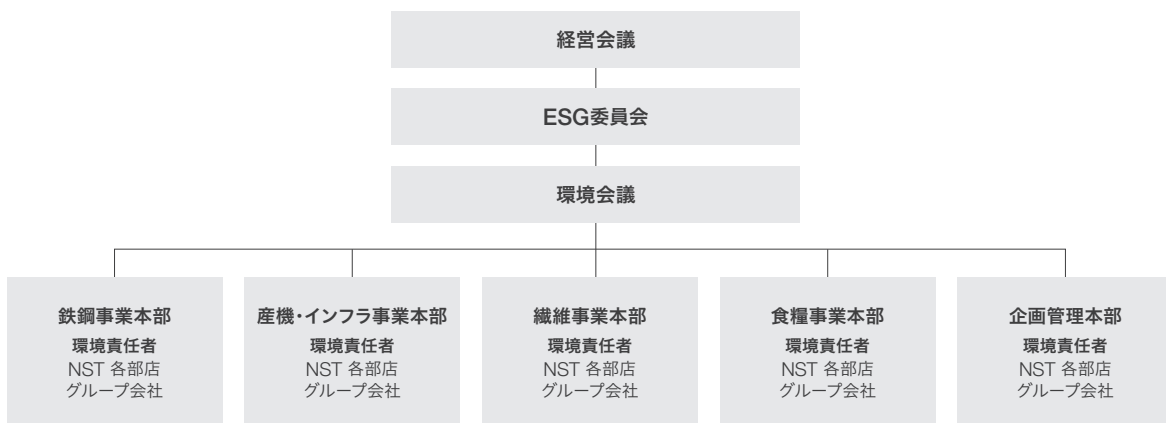 経営会議
ESG委員会
環境会議
鉄鋼事業本部
環境責任者
NST 各部店
グループ会社
産機・インフラ事業本部
環境責任者
NST 各部店
グループ会社
繊維事業本部
環境責任者
NST 各部店
グループ会社
食糧事業本部
環境責任者
NST 各部店
グループ会社
企画管理本部
環境責任者
NST 各部店
グループ会社